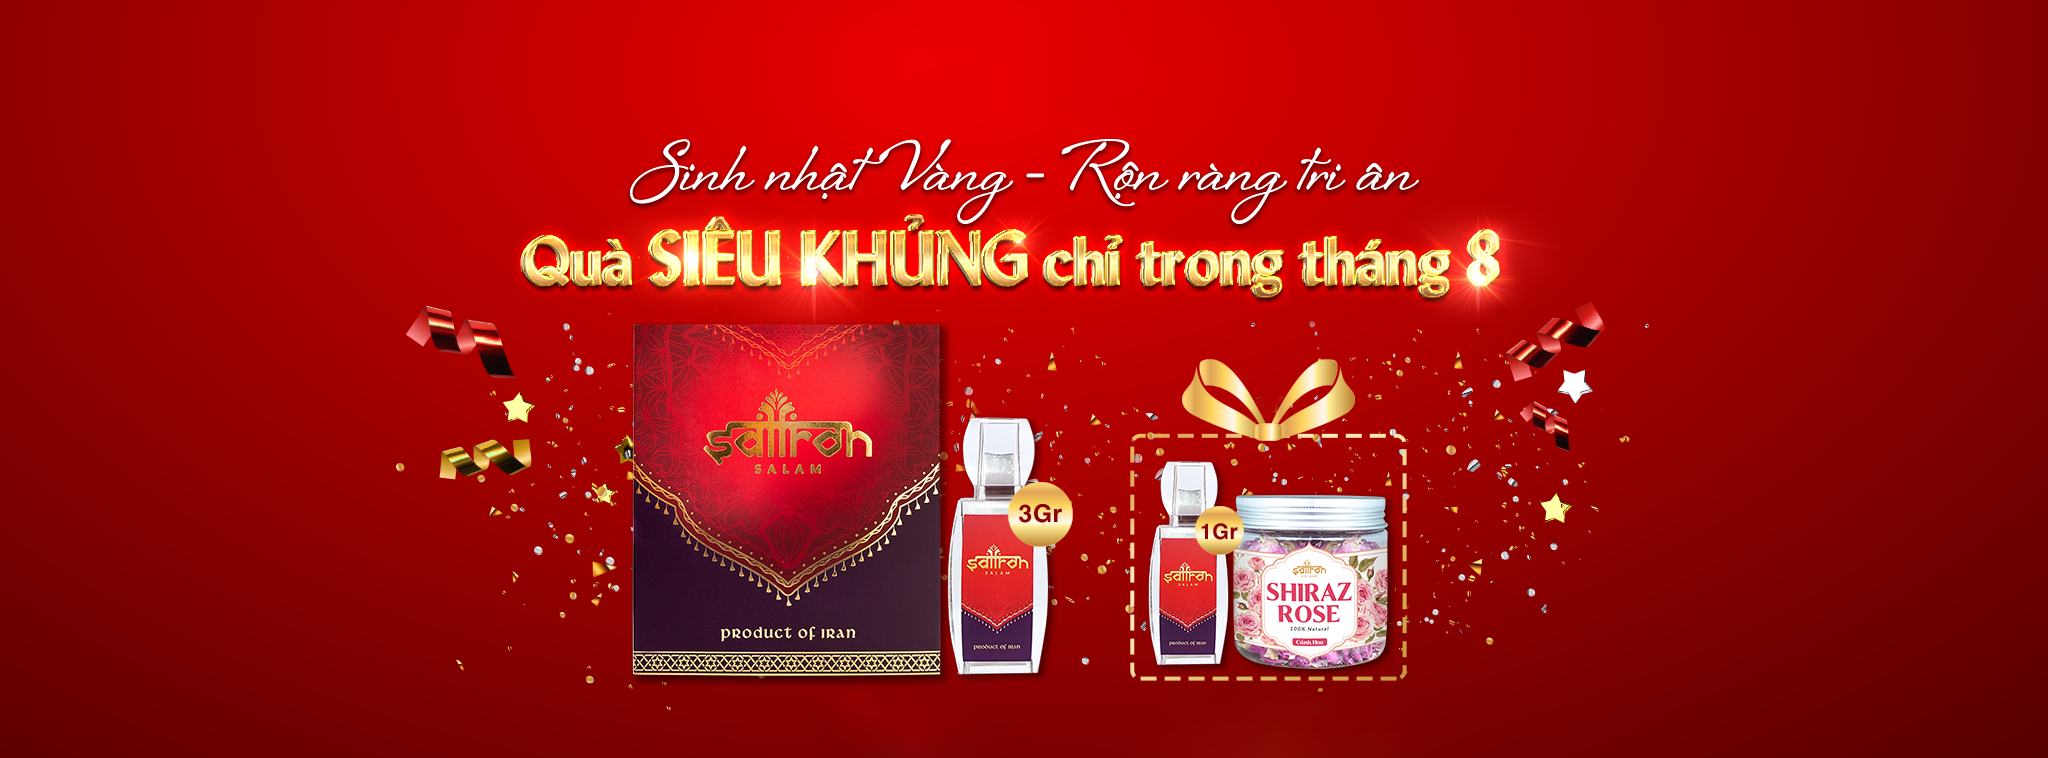 Sinh nhật Vàng - Rộn ràng tri ân
Quà SIÊU KHỦNG chỉ trong tháng 8
Saffron
SALAM
PRODUCT OF IRAN
3Gr
Saffron
SALAM
PRODUCT OF IRAN
1Gr
Saffron
SALAM
PRODUCT OF IRAN
Saffron
SHIRAZ
ROSE
100% Natural
Cánh Hoa